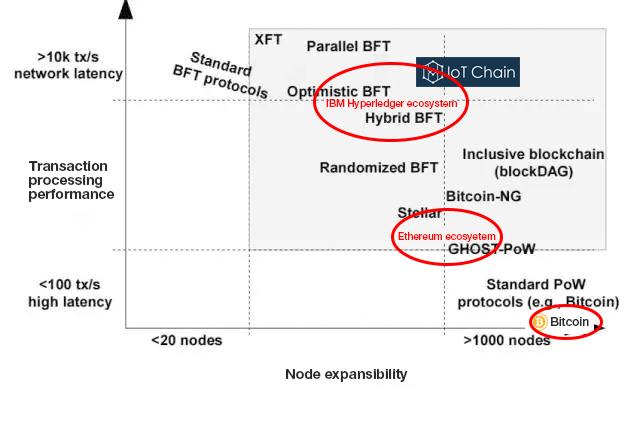 >10k tx/s
network latency
XFT
Parallel BFT
Standard
BFT protocols
IoT Chain
Optimistic BFT
IBM Hyperledger ecosystem
Hybrid BFT
Transaction
processing
performance
Randomized BFT
Inclusive blockchain
(blockDAG)
Bitcoin-NG
Stellar
Ethereum ecosyetem
GHOST-PoW
<100 tx/s
high latency
Standard PoW
protocols (e.g., Bitcoin)
Bitcoin
<20 nodes
>1000 nodes
Node expansibility